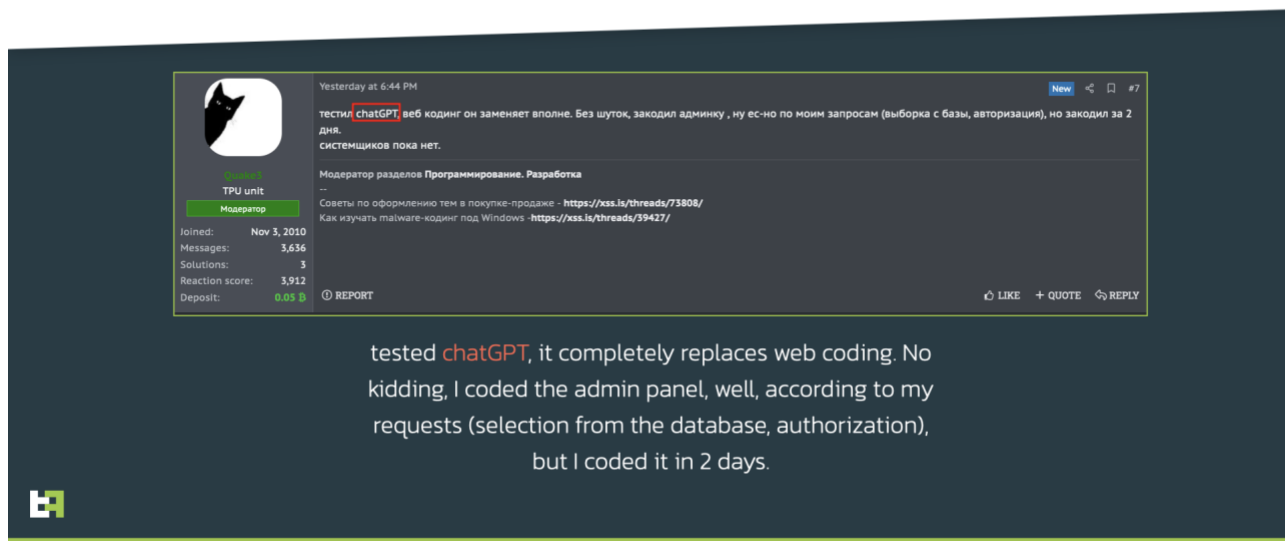 Yesterday at 6:44 PM
New
#7
тестил chatGPT, веб кодинг он заменяет вполне. Без шуток, закодил админку , ну ес-но по моим запросам (выборка с базы, авторизация), но закодил за 2
дня.
системщиков пока нет.
Quake3
TPU unit
Модератор
Joined: Nov 3, 2010
Messages: 3,636
Solutions: 3
Reaction score: 3,912
Deposit: 0.05 ₿
Модератор разделов Программирование. Разработка
--
Советы по оформлению тем в покупке-продаже - https://xss.is/threads/73808/
Как изучать malware-кодинг под Windows -https://xss.is/threads/39427/
REPORT
LIKE + QUOTE REPLY
tested chatGPT, it completely replaces web coding. No
kidding, I coded the admin panel, well, according to my
requests (selection from the database, authorization),
but I coded it in 2 days.